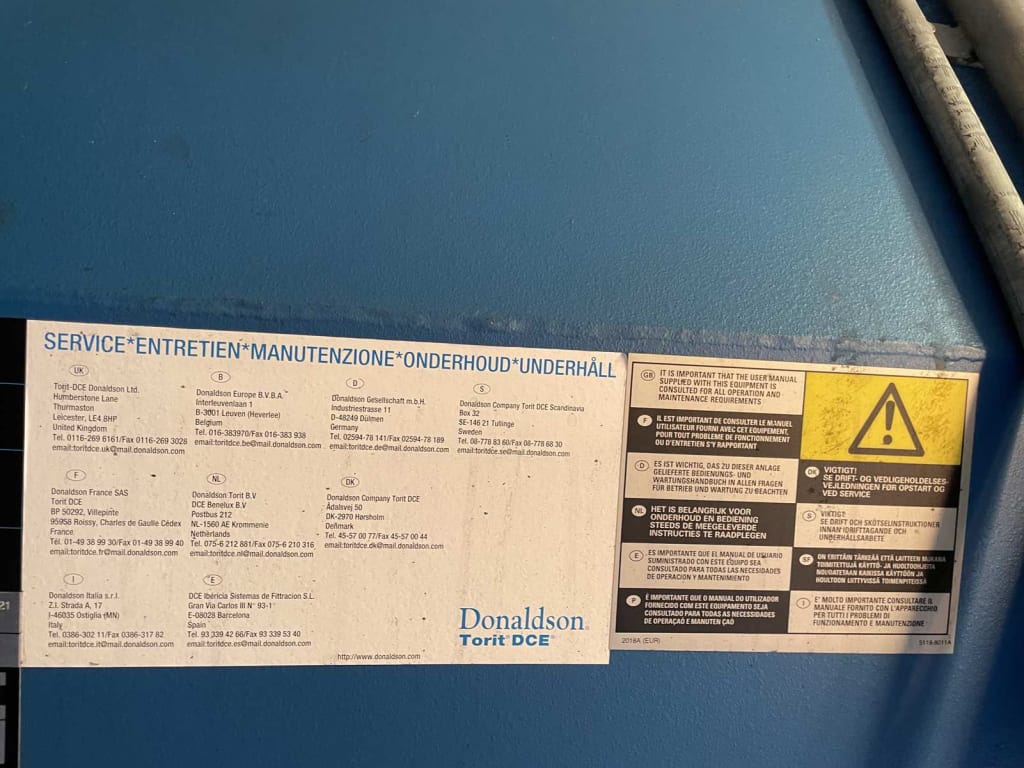 SERVICE*ENTRETIEN*MANUTENZIONE*ONDERHOUD*UNDERHÅLL
UK
Torit-DCE Donaldson Ltd.
Humberstone Lane
Thurmaston
Leicester, LE4 8HP
United Kingdom
Tel. 0116-269 6161/Fax 0116-269 3028
email:toritdce.uk@mail.donaldson.com
B
Donaldson Europe B.V.B.A
Interleuvenlaan 1
B-3001 Leuven (Heverlee)
Belgium
Tel. 016-383970/Fax 016-383 938
email:toritdce.be@mail.donaldson.com
D
Donaldson Gesellschaft m.b.H.
Industriestrasse 11
D-48249 Dülmen
Germany
Tel. 02594-78 141/Fax 02594-78 189
email:toritdce.de@mail.donaldson.com
S
Donaldson Company Torit DCE Scandinavia
Box 32
SE-146 21 Tullinge
Sweden
Tel. 08-778 83 60/Fax 08-778 68 30
email:toritdce.se@mail.donaldson.com
F
Donaldson France SAS
Torit DCE
BP 50292, Villepinte
95958 Roissy, Charles de Gaulle Cédex
France
Tél. 01-49 38 99 30/Fax 01-49 38 99 40
email:toritdce.fr@mail.donaldson.com
NL
Donaldson Torit B.V
DCE Benelux B.V
Postbus 212
NL-1560 AE Krommenie
Netherlands
Tel. 075-6 212 881/Fax 075-6 210 316
email:toritdce.nl@mail.donaldson.com
DK
Donaldson Company Torit DCE
Ådalsvej 50
DK-2970 Hørsholm
Denmark
Tel. 45-57 00 77/Fax 45-57 00 44
email:toritdce.dk@mail.donaldson.com
I
Donaldson Italia s.r.l.
Z.I. Strada A, 17
I-46035 Ostiglia (MN)
Italy
Tel. 0386-302 11/Fax 0386-317 82
email:toritdce.it@mail.donaldson.com
E
DCE Ibéricia Sistemas de Fittracion S.L.
Gran Via Carlos III N° 93-1
E-08028 Barcelona
Spain
Tel. 93 339 42 66/Fax 93 339 53 40
email:toritdce.es@mail.donaldson.com
http://www.donaldson.com
Donaldson
Torit DCE
GB
IT IS IMPORTANT THAT THE USER MANUAL
SUPPLIED WITH THIS EQUIPMENT IS
CONSULTED FOR ALL OPERATION AND
MAINTENANCE REQUIREMENTS
F
IL EST IMPORTANT DE CONSULTER LE MANUEL
UTILISATEUR FOURNI AVEC CET EQUIPEMENT,
POUR TOUT PROBLEME DE FONCTIONNEMENT
OU D'ENTRETIEN S'Y RAPPORTANT
D
ES IST WICHTIG, DAS ZU DIESER ANLAGE
GELIEFERTE BEDIENUNGS- UND
WARTUNGSHANDBUCH IN ALLEN FRAGEN
FÜR BETRIEB UND WARTUNG ZU BEACHTEN
NL
HET IS BELANGRIJK VOOR
ONDERHOUD EN BEDIENING
STEEDS DE MEEGELEVERDE
INSTRUCTIES TE RAADPLEGEN
E
ES IMPORTANTE QUE EL MANUAL DE USUARIO
SUMINISTRADO CON ESTE EQUIPO SEA
CONSULTADO PARA TODAS LAS NECESIDADES
DE OPERACION Y MANTENIMIENTO
P
É IMPORTANTE QUE O MANUAL DO UTILIZADOR
FORNECIDO COM ESTE EQUIPAMENTO SEJA
CONSULTADO PARA TODAS AS NECESSIDADES
DE OPERAÇAO E MANUTEN ÇAO
DK
VIGTIGT!
SE DRIFT- OG VEDLIGEHOLDELSES-
VEJLEDNINGEN FØR OPSTART OG
VED SERVICE
S
VIKTIGT:
SE DRIFT OCH SKÖTSELINSTRUKTIONER
INNAN IDRIFTTAGANDE OCH
UNDERHÅLLSARBETE
SF
ON ERITTÄIN TÄRKEÄÄ ETTÄ LAITTEEN MUKANA
TOIMITETTUJA KÄYTTÖ- JA HUOLTOOHJEITA
NOUDATETAAN KAIKISSA KÄYTTÖÖN JA
HOULTOON LIITTYVISSÄ TOIMENPITEISSÄ
I
E' MOLTO IMPORTANTE CONSULTARE IL
MANUALE FORNITO CON L'APPARECCHIO
PER TUTTI I PROBLEMI DI
FUNZIONAMENTO E MANUTENZIONE
2018A (EUR)
5119-8011A
21